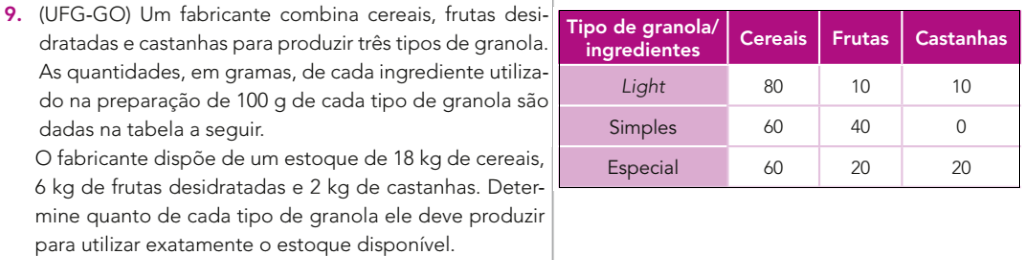 9. (UFG-GO) Um fabricante combina cereais, frutas desi-
dratadas e castanhas para produzir três tipos de granola.
As quantidades, em gramas, de cada ingrediente utiliza-
do na preparação de 100 g de cada tipo de granola são
dadas na tabela a seguir.
O fabricante dispõe de um estoque de 18 kg de cereais,
6 kg de frutas desidratadas e 2 kg de castanhas. Deter-
mine quanto de cada tipo de granola ele deve produzir
para utilizar exatamente o estoque disponível.
Tipo de granola/
ingredientes Cereais Frutas Castanhas
Light 80 10 10
Simples 60 40 0
Especial 60 20 20